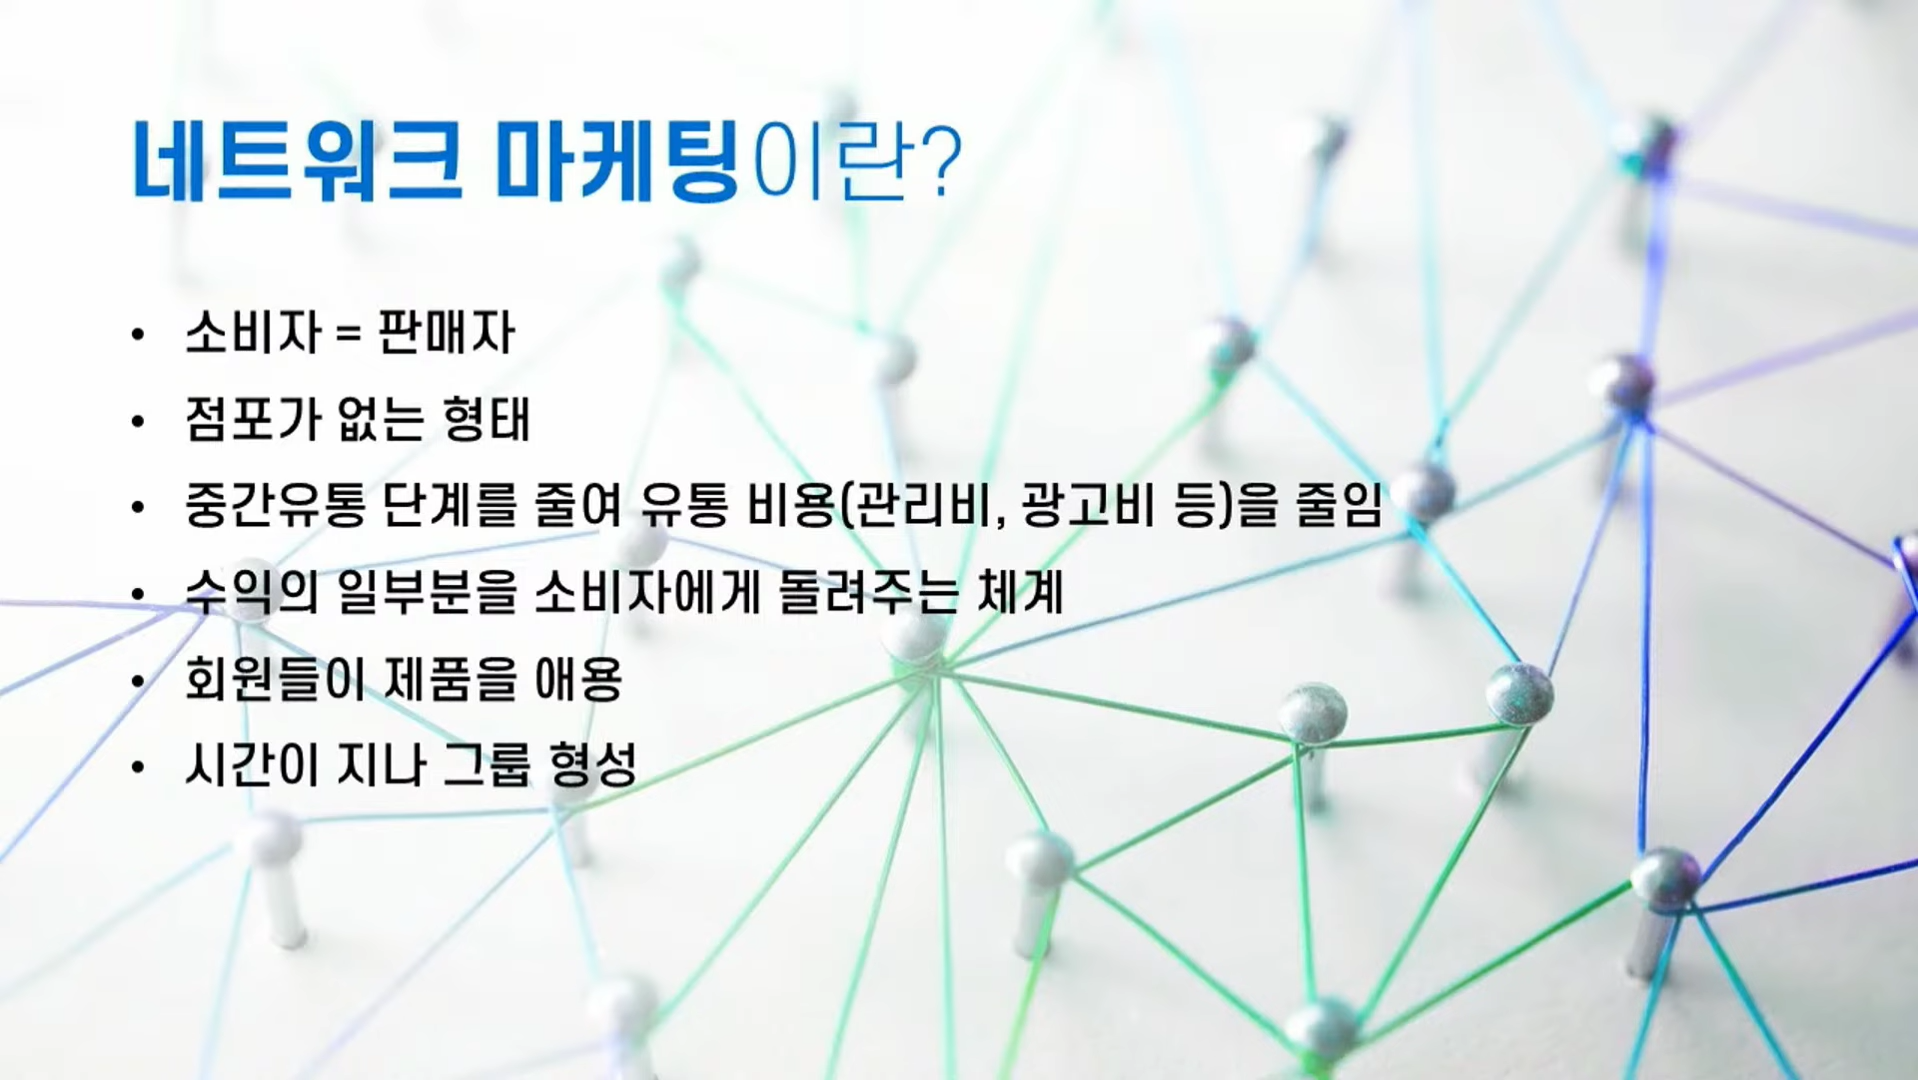 네트워크 마케팅이란?
• 소비자 = 판매자
• 점포가 없는 형태
• 중간유통 단계를 줄여 유통 비용(관리비, 광고비 등)을 줄임
• 수익의 일부분을 소비자에게 돌려주는 체계
• 회원들이 제품을 애용
• 시간이 지나 그룹 형성